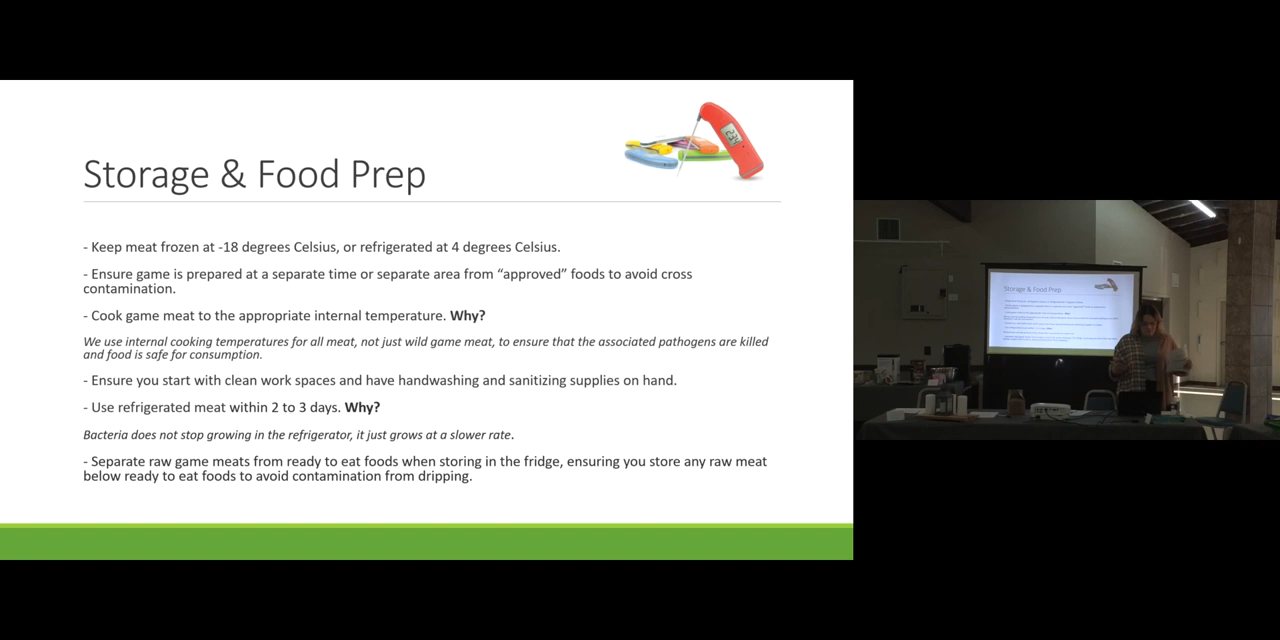 Storage & Food Prep
- Keep meat frozen at -18 degrees Celsius, or refrigerated at 4 degrees Celsius.
- Ensure game is prepared at a separate time or separate area from “approved” foods to avoid cross
contamination.
- Cook game meat to the appropriate internal temperature. Why?
We use internal cooking temperatures for all meat, not just wild game meat, to ensure that the associated pathogens are killed
and food is safe for consumption.
- Ensure you start with clean work spaces and have handwashing and sanitizing supplies on hand.
- Use refrigerated meat within 2 to 3 days. Why?
Bacteria does not stop growing in the refrigerator, it just grows at a slower rate.
- Separate raw game meats from ready to eat foods when storing in the fridge, ensuring you store any raw meat
below ready to eat foods to avoid contamination from dripping.
Storage & Food Prep